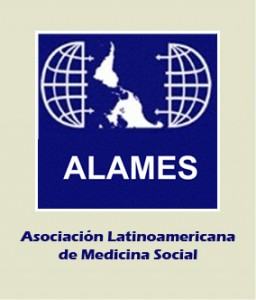 ALAMES
Asociación Latinoamericana
de Medicina Social